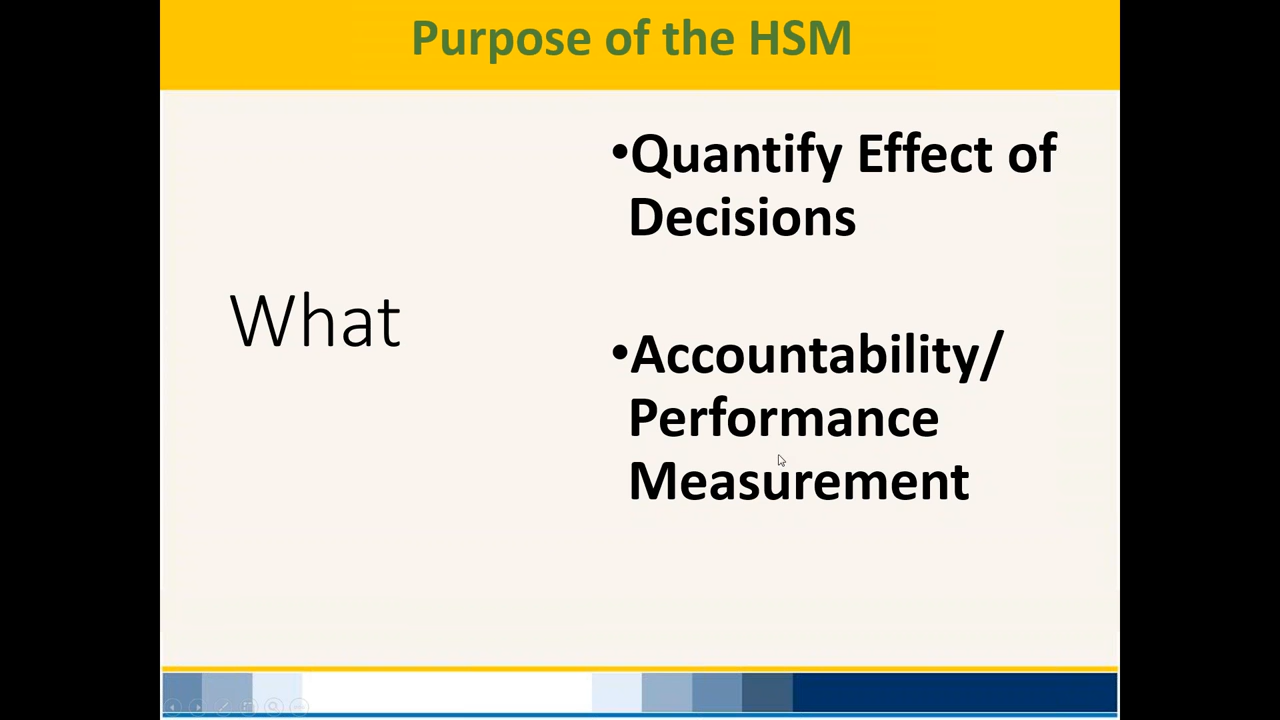 Purpose of the HSM
What
•Quantify Effect of
Decisions
•Accountability/
Performance
Measurement